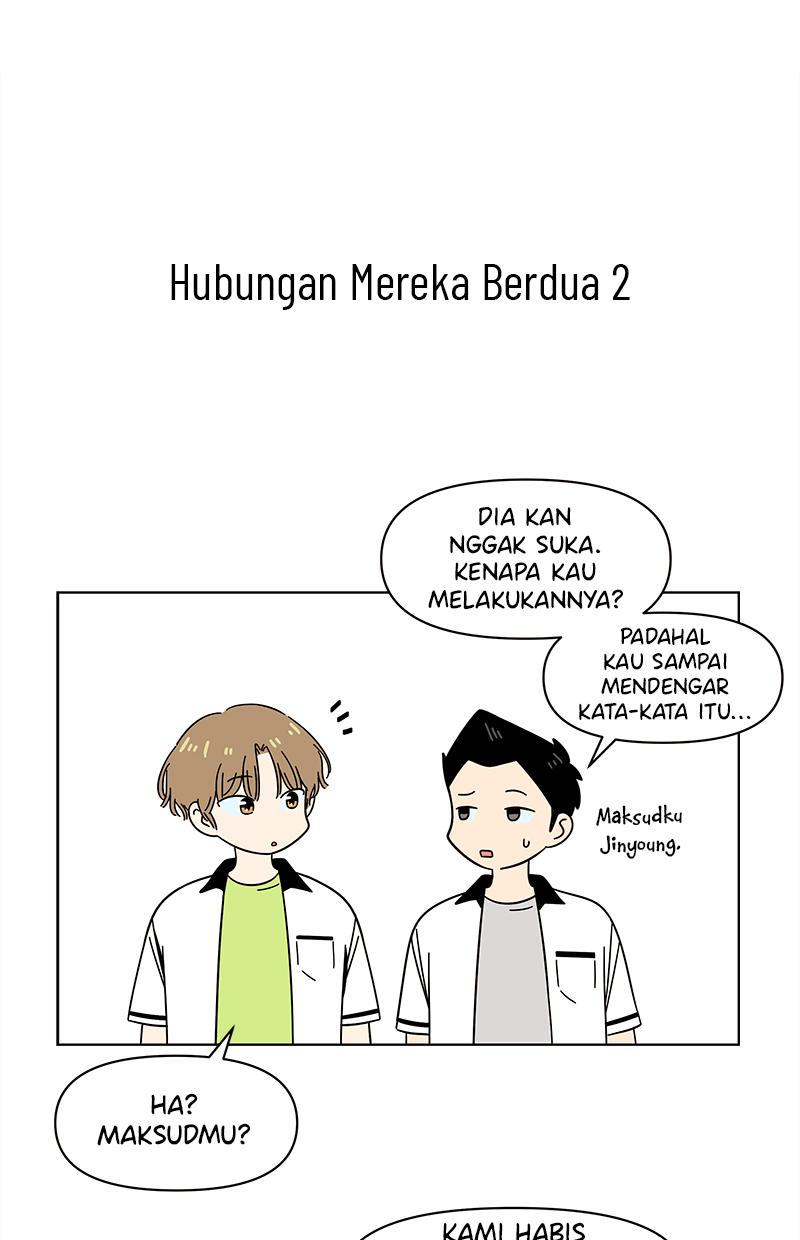 Hubungan Mereka Berdua 2
DIA KAN
NGGAK SUKA.
KENAPA KAU
MELAKUKANNYA?
PADAHAL
KAU SAMPAI
MENDENGAR
KATA-KATA ITU...
Maksudku
Jinyoung.
HA?
MAKSUDMU?
KAMI HABIS